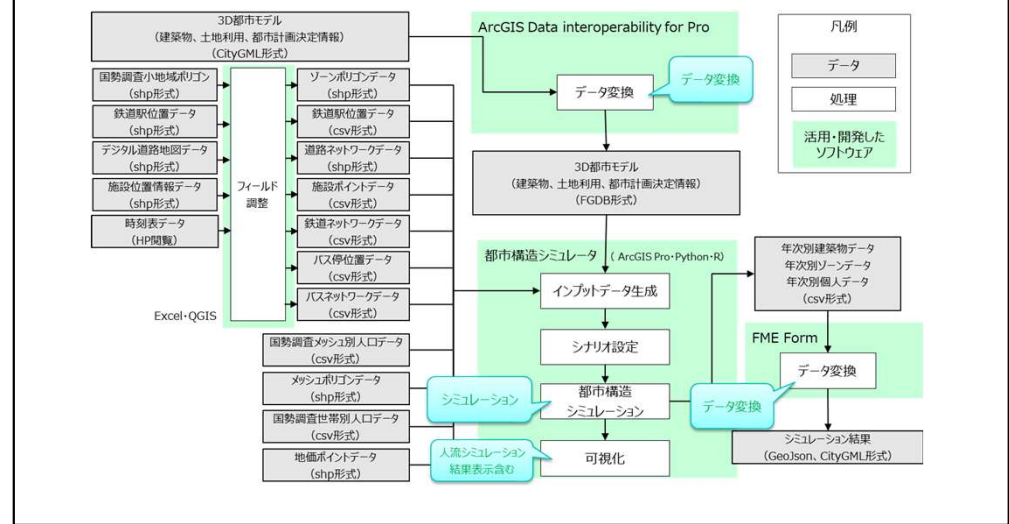 3D都市モデル
(建築物、土地利用、都市計画決定情報)
(CityGML形式)
国勢調査小地域ポリゴン
(shp形式)
鉄道駅位置データ
(shp形式)
デジタル道路地図データ
(shp形式)
施設位置情報データ
(shp形式)
時刻表データ
(HP閲覧)
フィールド
調整
Excel・QGIS
ゾーンポリゴンデータ
(shp形式)
鉄道駅位置データ
(csv形式)
道路ネットワークデータ
(shp形式)
施設ポイントデータ
(csv形式)
鉄道ネットワークデータ
(csv形式)
バス停位置データ
(csv形式)
バスネットワークデータ
(csv形式)
国勢調査メッシュ別人口データ
(csv形式)
メッシュポリゴンデータ
(shp形式)
国勢調査世帯別人口データ
(csv形式)
地価ポイントデータ
(shp形式)
ArcGIS Data interoperability for Pro
データ変換
データ変換
3D都市モデル
(建築物、土地利用、都市計画決定情報)
(FGDB形式)
都市構造シミュレータ ( ArcGIS Pro・Python・R)
インプットデータ生成
シナリオ設定
都市構造
シミュレーション
シミュレーション
可視化
人流シミュレーション
結果表示含む
データ変換
年次別建築物データ
年次別ゾーンデータ
年次別個人データ
(csv形式)
FME Form
データ変換
シミュレーション結果
(GeoJson、CityGML形式)
凡例
データ
処理
活用・開発した
ソフトウェア